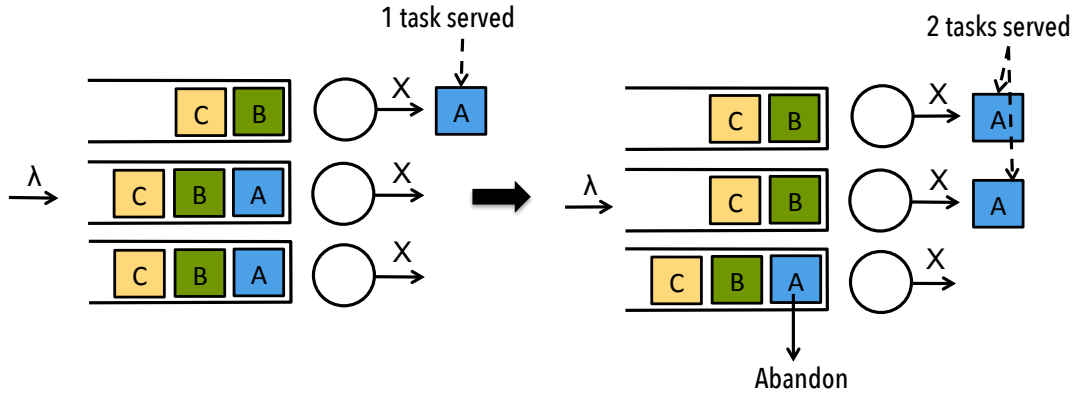 1 task served
X
C B
A
λ
X
C B A
X
C B A
2 tasks served
X
C B
A
λ
X
C B
A
X
C B A
Abandon